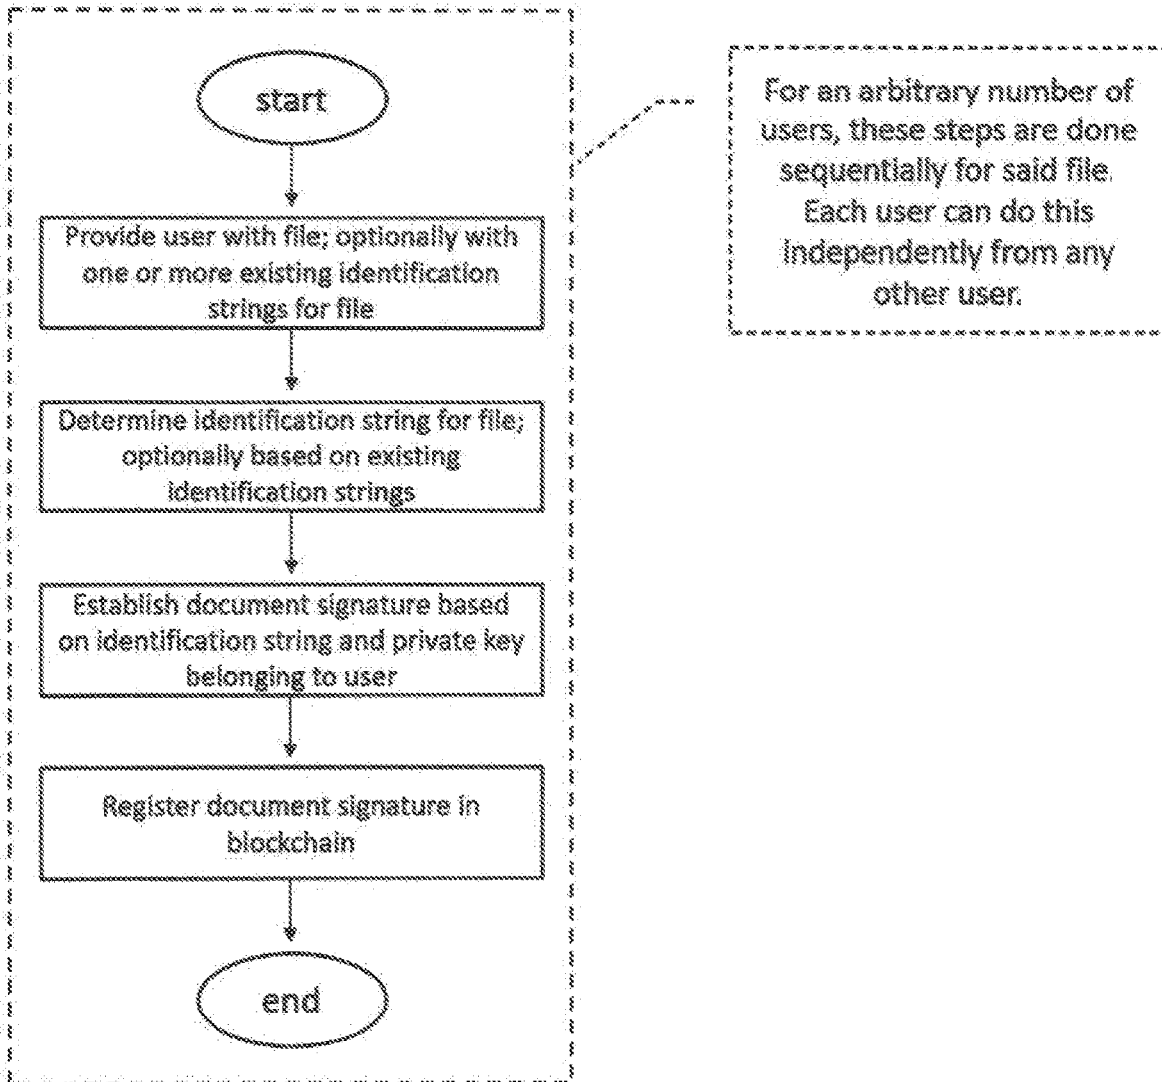 start
Provide user with file; optionally with
one or more existing identification
strings for file
Determine identification string for file;
optionally based on existing
identification strings
Establish document signature based
on identification string and private key
belonging to user
Register document signature in
blockchain
end
For an arbitrary number of
users, these steps are done
sequentially for said file.
Each user can do this
independently from any
other user.